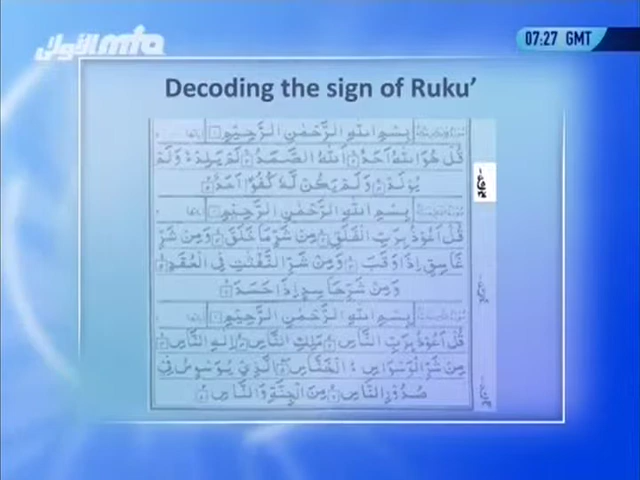 الأولى mta
07:27 GMT
Decoding the sign of Ruku’
بِسْمِ اللّٰهِ الرَّحْمٰنِ الرَّحِيْمِ
قُلْ هُوَ اللّٰهُ اَحَدٌ اَللّٰهُ الصَّمَدُ لَمْ يَلِدْ وَلَمْ
يُوْلَدْ وَلَمْ يَكُنْ لَّهٗ كُفُوًا اَحَدٌ
بِسْمِ اللّٰهِ الرَّحْمٰنِ الرَّحِيْمِ
قُلْ اَعُوْذُ بِرَبِّ الْفَلَقِ مِنْ شَرِّ مَا خَلَقَ وَمِنْ شَرِّ
غَاسِقٍ اِذَا وَقَبَ وَمِنْ شَرِّ النَّفّٰثٰتِ فِي الْعُقَدِ
وَمِنْ شَرِّ حَاسِدٍ اِذَا حَسَدَ
بِسْمِ اللّٰهِ الرَّحْمٰنِ الرَّحِيْمِ
قُلْ اَعُوْذُ بِرَبِّ النَّاسِ مَلِكِ النَّاسِ اِلٰهِ النَّاسِ
مِنْ شَرِّ الْوَسْوَاسِ الْخَنَّاسِ الَّذِيْ يُوَسْوِسُ فِيْ
صُدُوْرِ النَّاسِ مِنَ الْجِنَّةِ وَالنَّاسِ